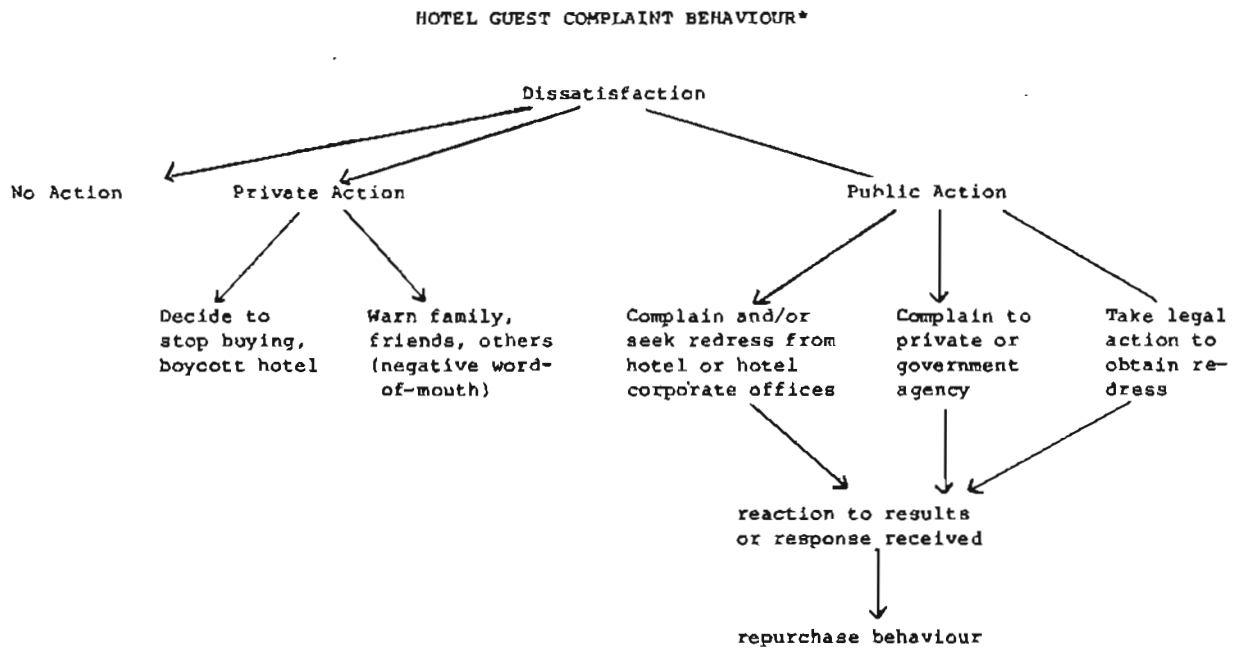 HOTEL GUEST COMPLAINT BEHAVIOUR*
Dissatisfaction
No Action
Private Action
Public Action
Decide to
stop buying,
boycott hotel
Warn family,
friends, others
(negative word-
of-mouth)
Complain and/or
seek redress from
hotel or hotel
corporate offices
Complain to
private or
government
agency
Take legal
action to
obtain re-
dress
reaction to results
or response received
repurchase behaviour